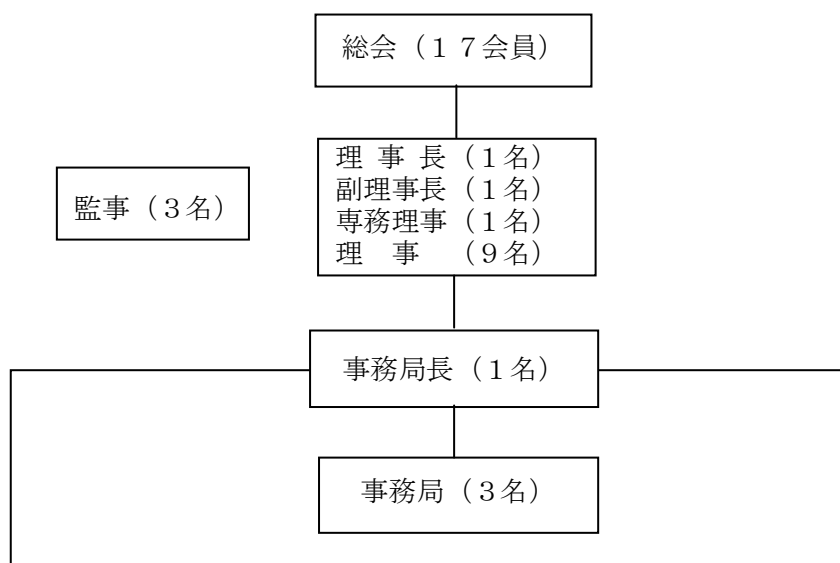 総会（１７会員）
理 事 長（１名）
副理事長（１名）
専務理事（１名）
理　事　（９名）
監事（３名）
事務局長（１名）
事務局（３名）